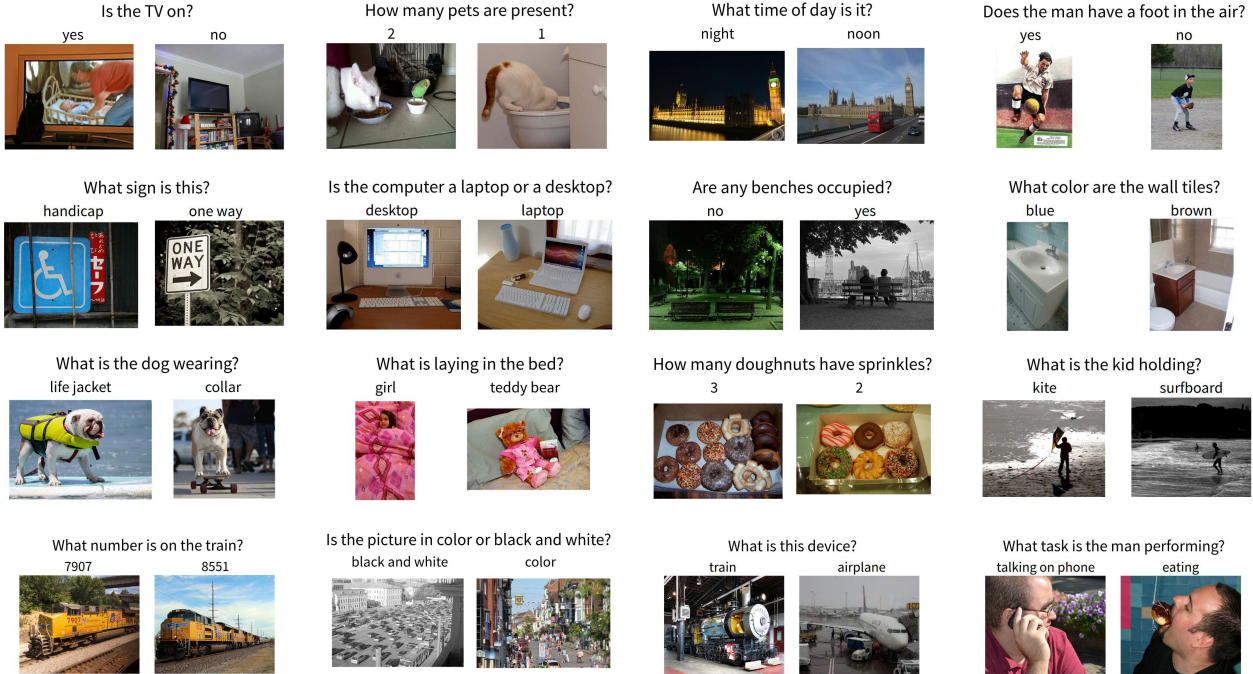 Is the TV on?
yes
no
How many pets are present?
2
1
What time of day is it?
night
noon
Does the man have a foot in the air?
yes
no
What sign is this?
handicap
one way
セーフ
ONE
WAY
Is the computer a laptop or a desktop?
desktop
laptop
Are any benches occupied?
no
yes
What color are the wall tiles?
blue
brown
What is the dog wearing?
life jacket
collar
What is laying in the bed?
girl
teddy bear
How many doughnuts have sprinkles?
3
2
What is the kid holding?
kite
surfboard
What number is on the train?
7907
8551
7907
Is the picture in color or black and white?
black and white
color
What is this device?
train
airplane
What task is the man performing?
talking on phone
eating